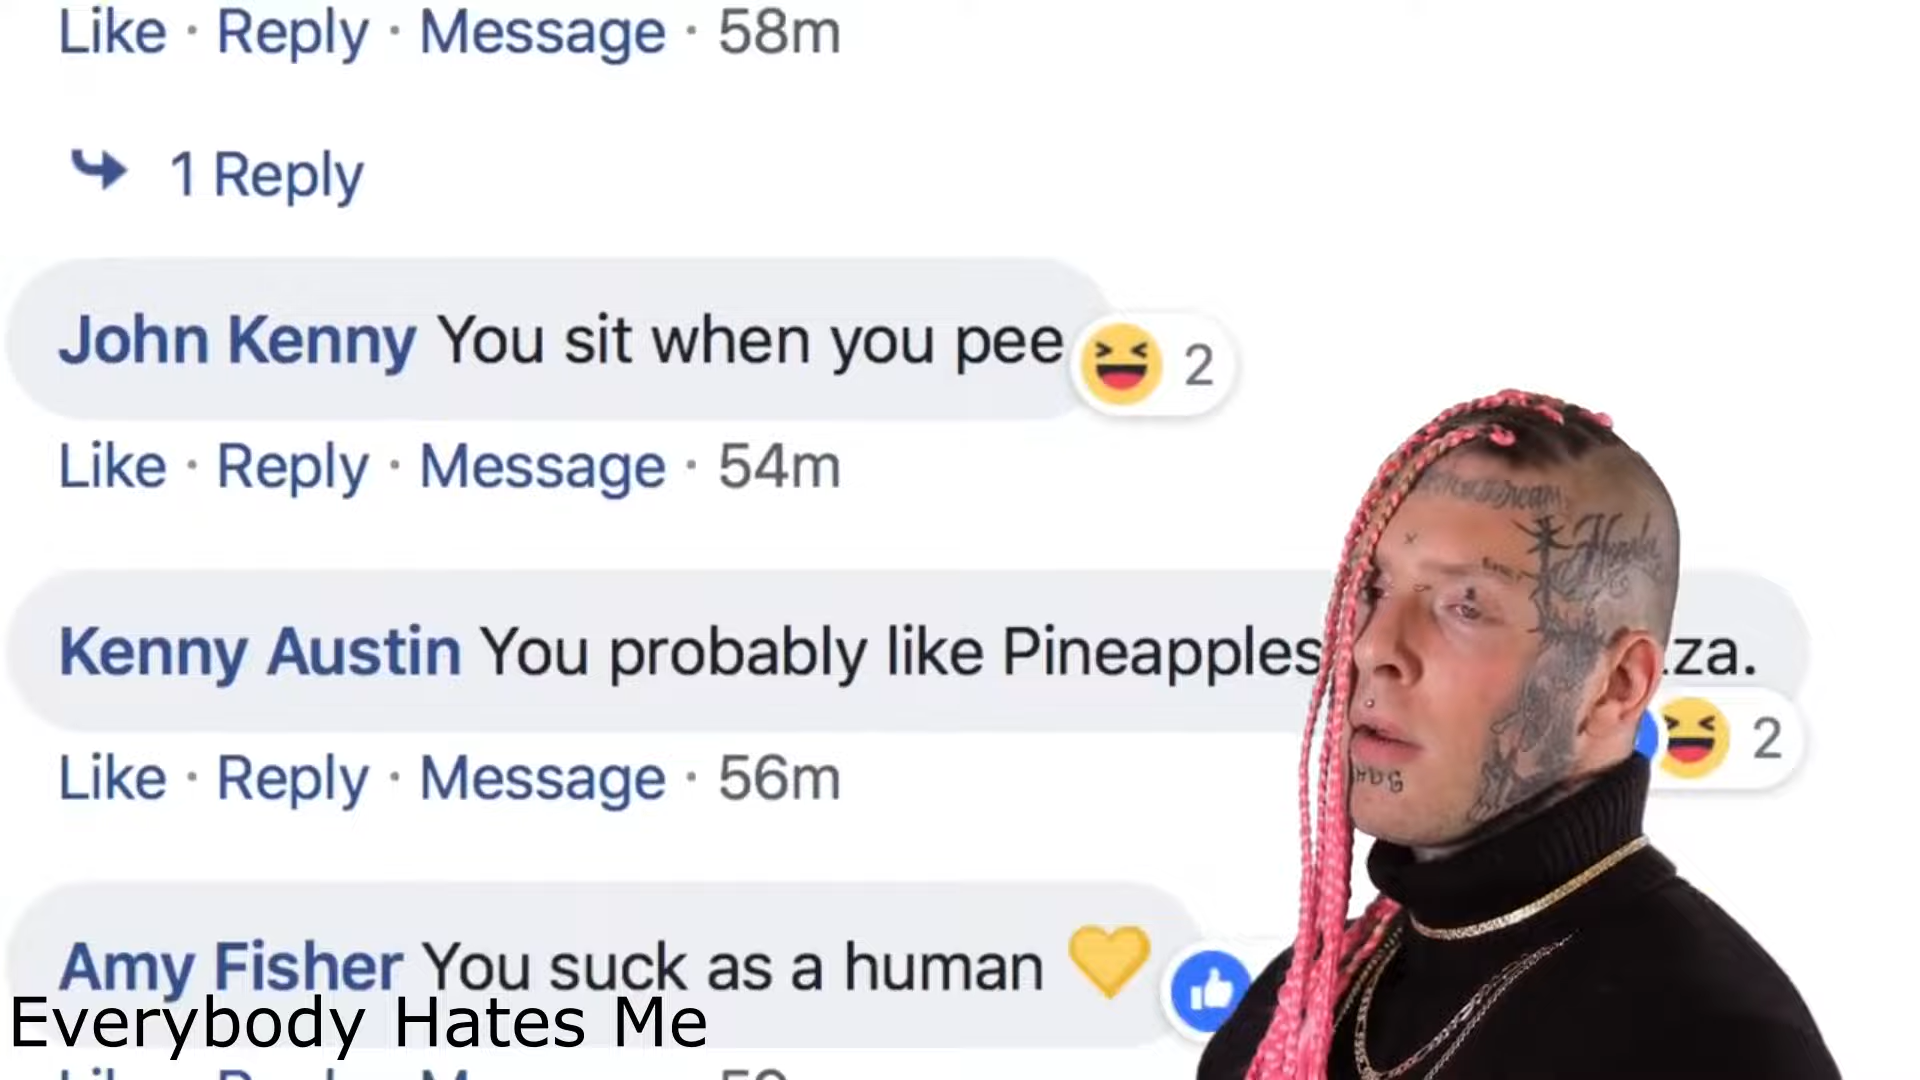 Like · Reply · Message · 58m
1 Reply
John Kenny You sit when you pee
2
Like · Reply · Message · 54m
Kenny Austin You probably like Pineapples zza.
2
Like · Reply · Message · 56m
Amy Fisher You suck as a human
Everybody Hates Me